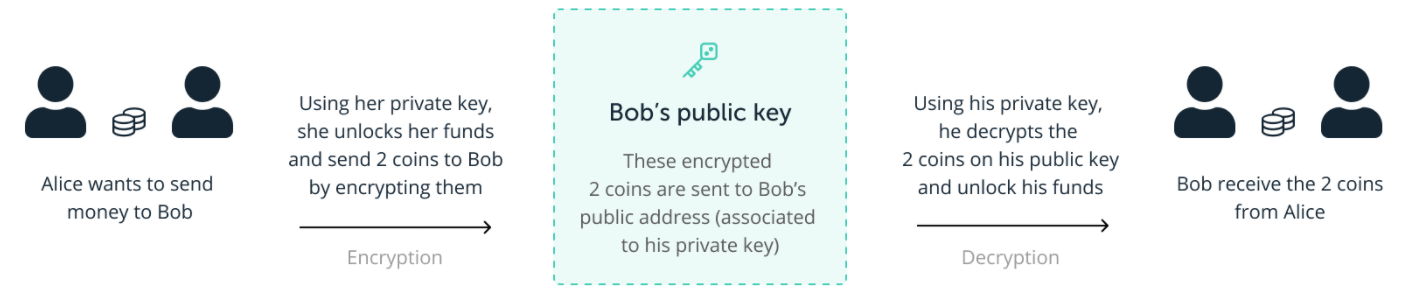 Alice wants to send
money to Bob
Using her private key,
she unlocks her funds
and send 2 coins to Bob
by encrypting them
Encryption
Bob's public key
These encrypted
2 coins are sent to Bob's
public address (associated
to his private key)
Using his private key,
he decrypts the
2 coins on his public key
and unlock his funds
Decryption
Bob receive the 2 coins
from Alice